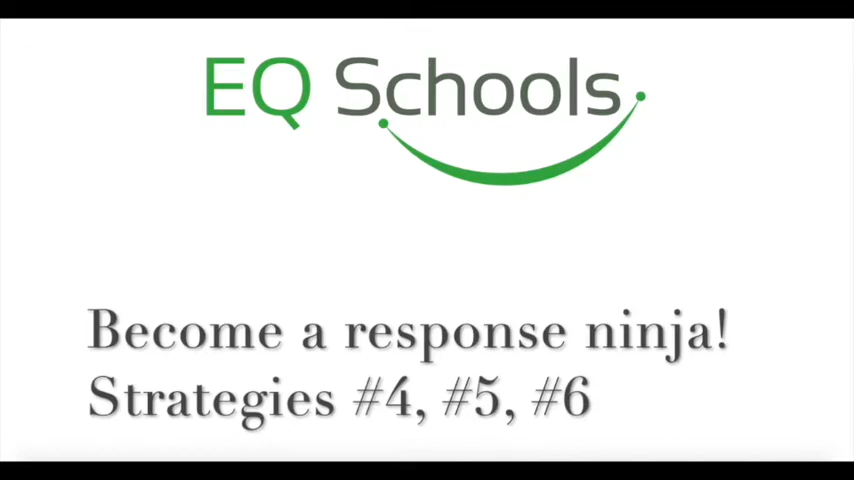 EQ Schools
Become a response ninja!
Strategies #4, #5, #6